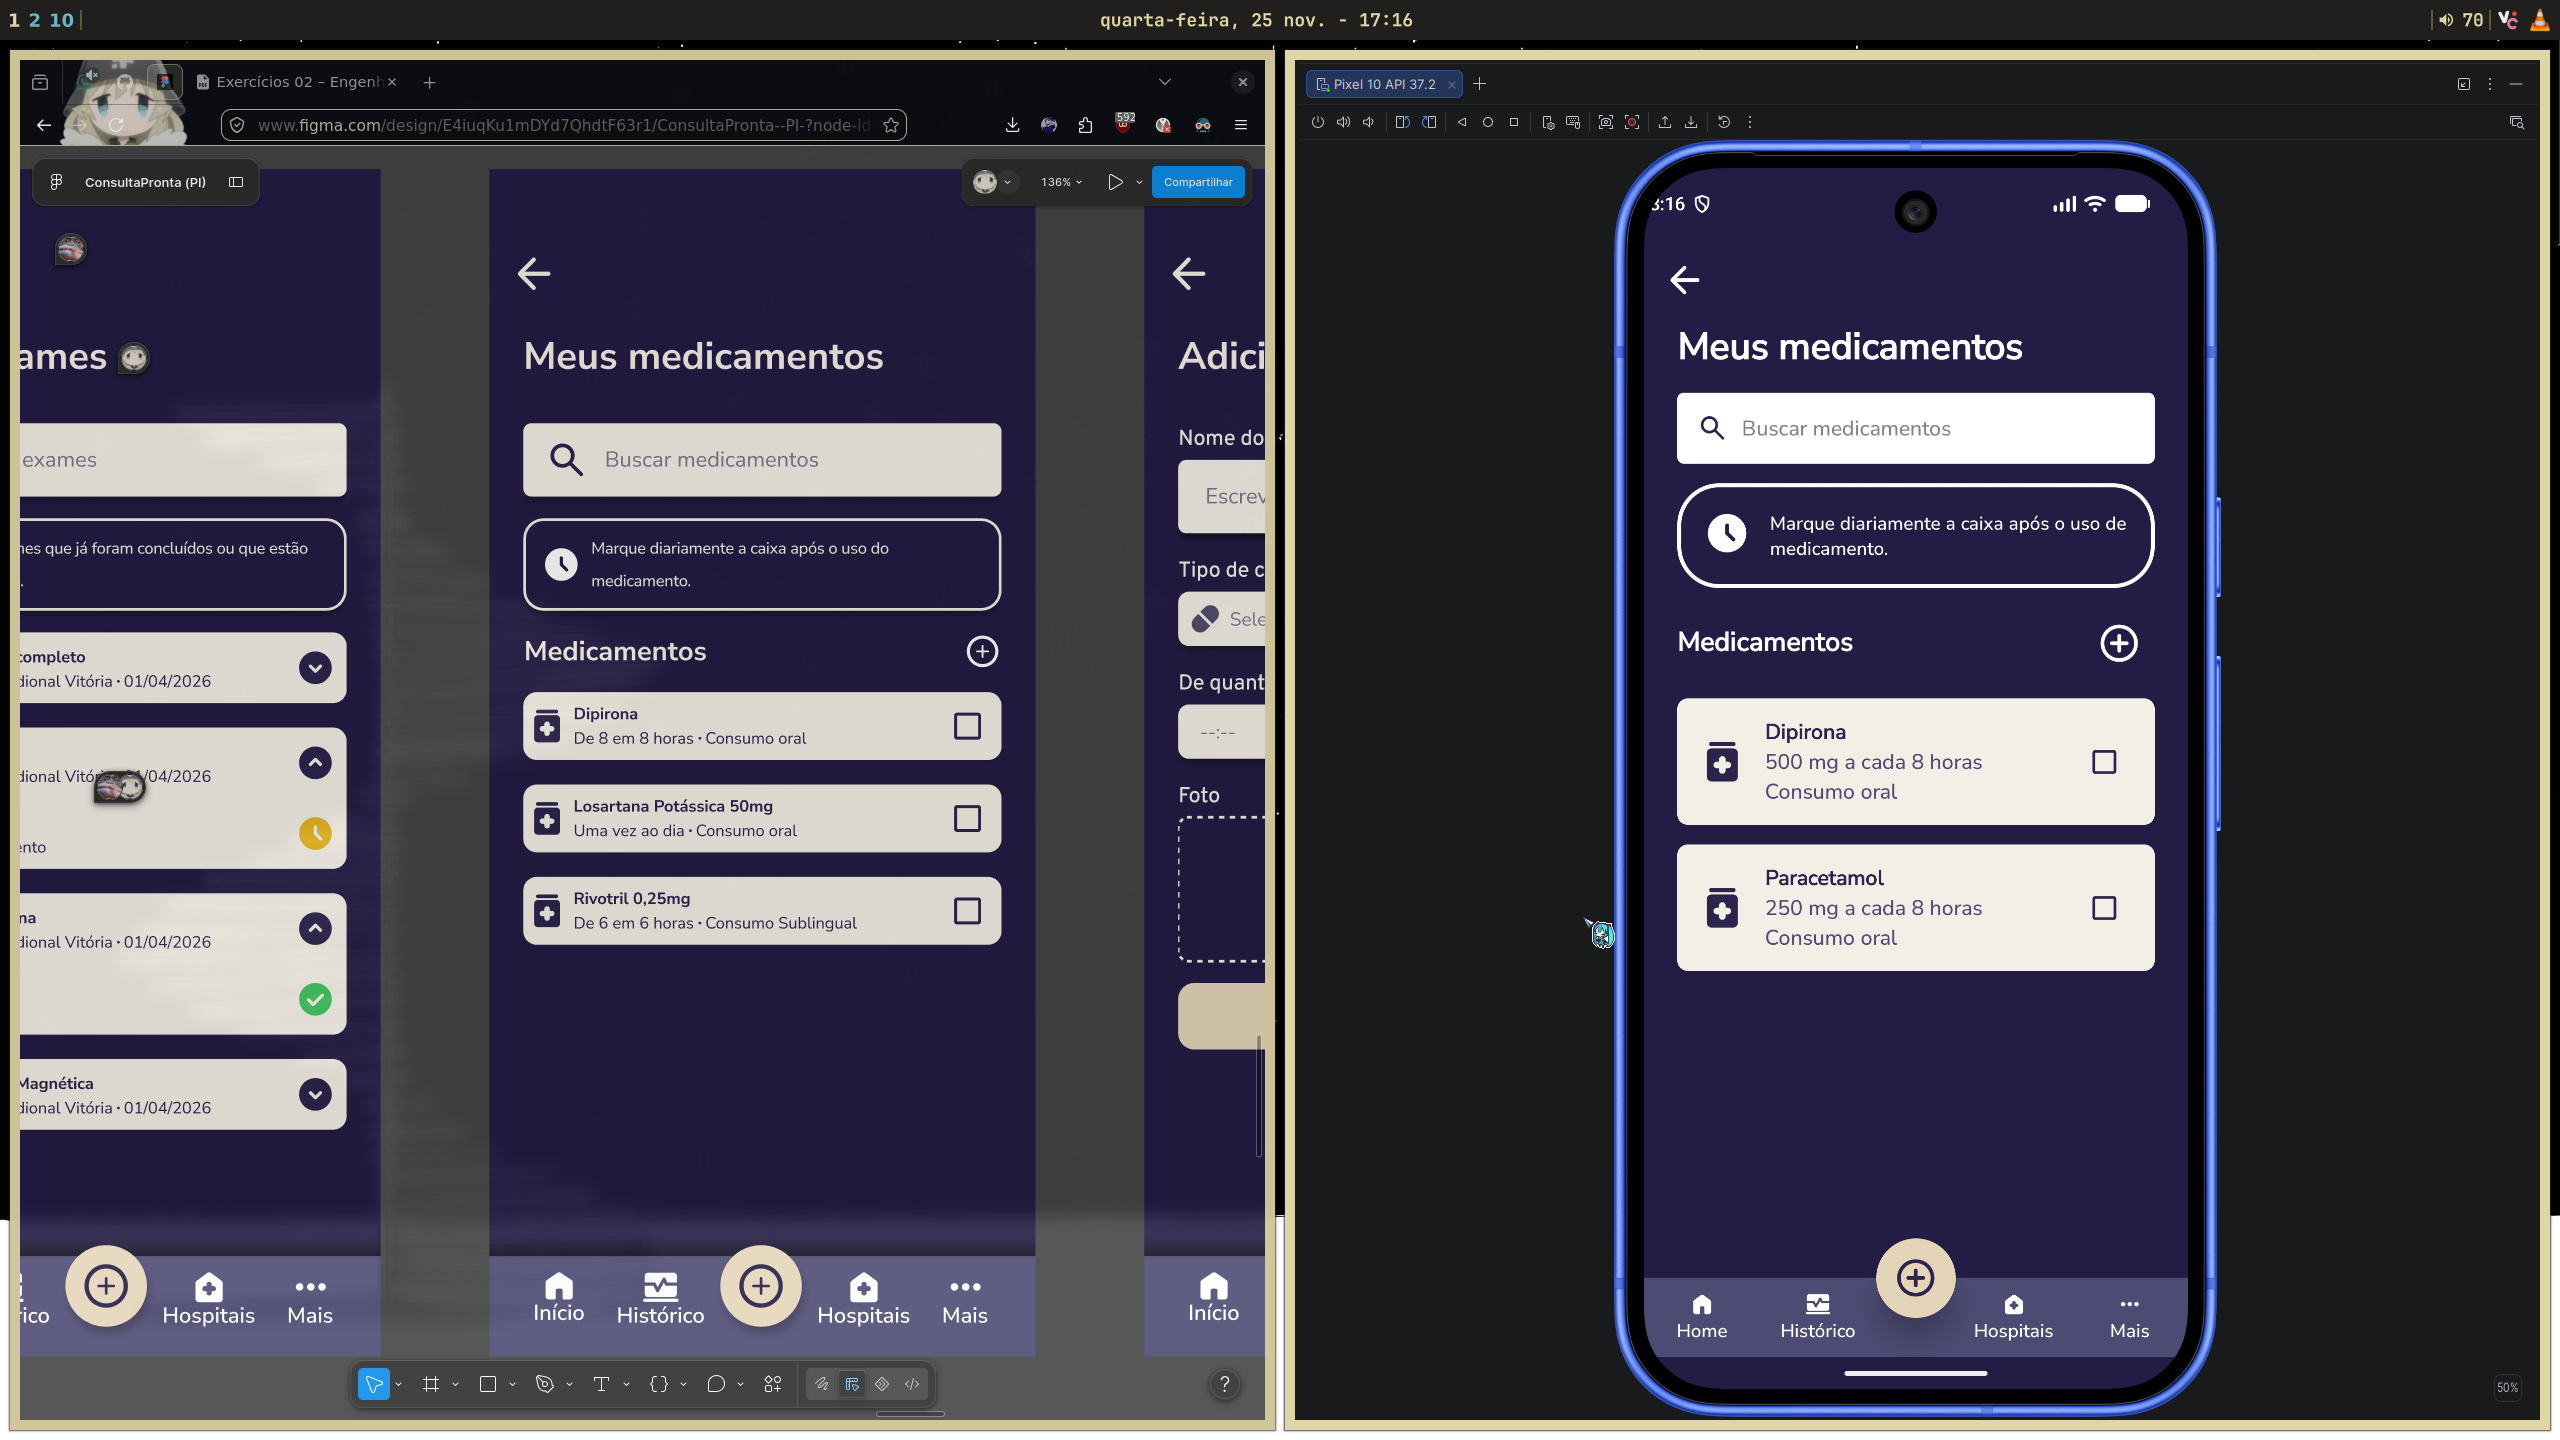 1 2 10
quarta-feira, 25 nov. - 17:16
70
Exercícios 02 – Engenh
www.figma.com/design/E4iuqKu1mDYd7QhdtF63r1/ConsultaPronta--PI-?node-id
592
ConsultaPronta (PI)
136%
Compartilhar
ames
exames
nes que já foram concluídos ou que estão
.
completo
dional Vitória • 01/04/2026
dional Vitória • 01/04/2026
ento
na
dional Vitória • 01/04/2026
Magnética
dional Vitória • 01/04/2026
rico
Hospitais
Mais
Meus medicamentos
Buscar medicamentos
Marque diariamente a caixa após o uso do
medicamento.
Medicamentos
Dipirona
De 8 em 8 horas • Consumo oral
Losartana Potássica 50mg
Uma vez ao dia • Consumo oral
Rivotril 0,25mg
De 6 em 6 horas • Consumo Sublingual
Início
Histórico
Hospitais
Mais
Adici
Nome do
Escrev
Tipo de c
Sele
De quant
--:--
Foto
Início
?
Pixel 10 API 37.2
3:16
Meus medicamentos
Buscar medicamentos
Marque diariamente a caixa após o uso de
medicamento.
Medicamentos
Dipirona
500 mg a cada 8 horas
Consumo oral
Paracetamol
250 mg a cada 8 horas
Consumo oral
Home
Histórico
Hospitais
Mais
50%